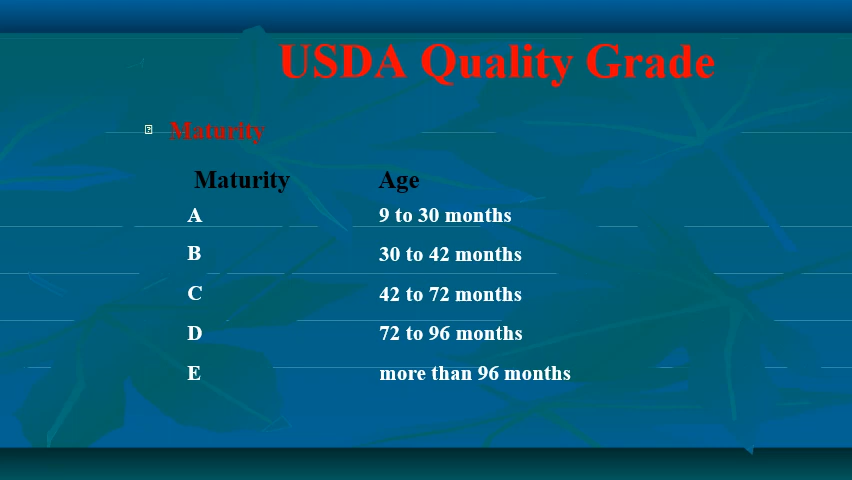 USDA Quality Grade
Maturity
Maturity Age
A 9 to 30 months
B 30 to 42 months
C 42 to 72 months
D 72 to 96 months
E more than 96 months